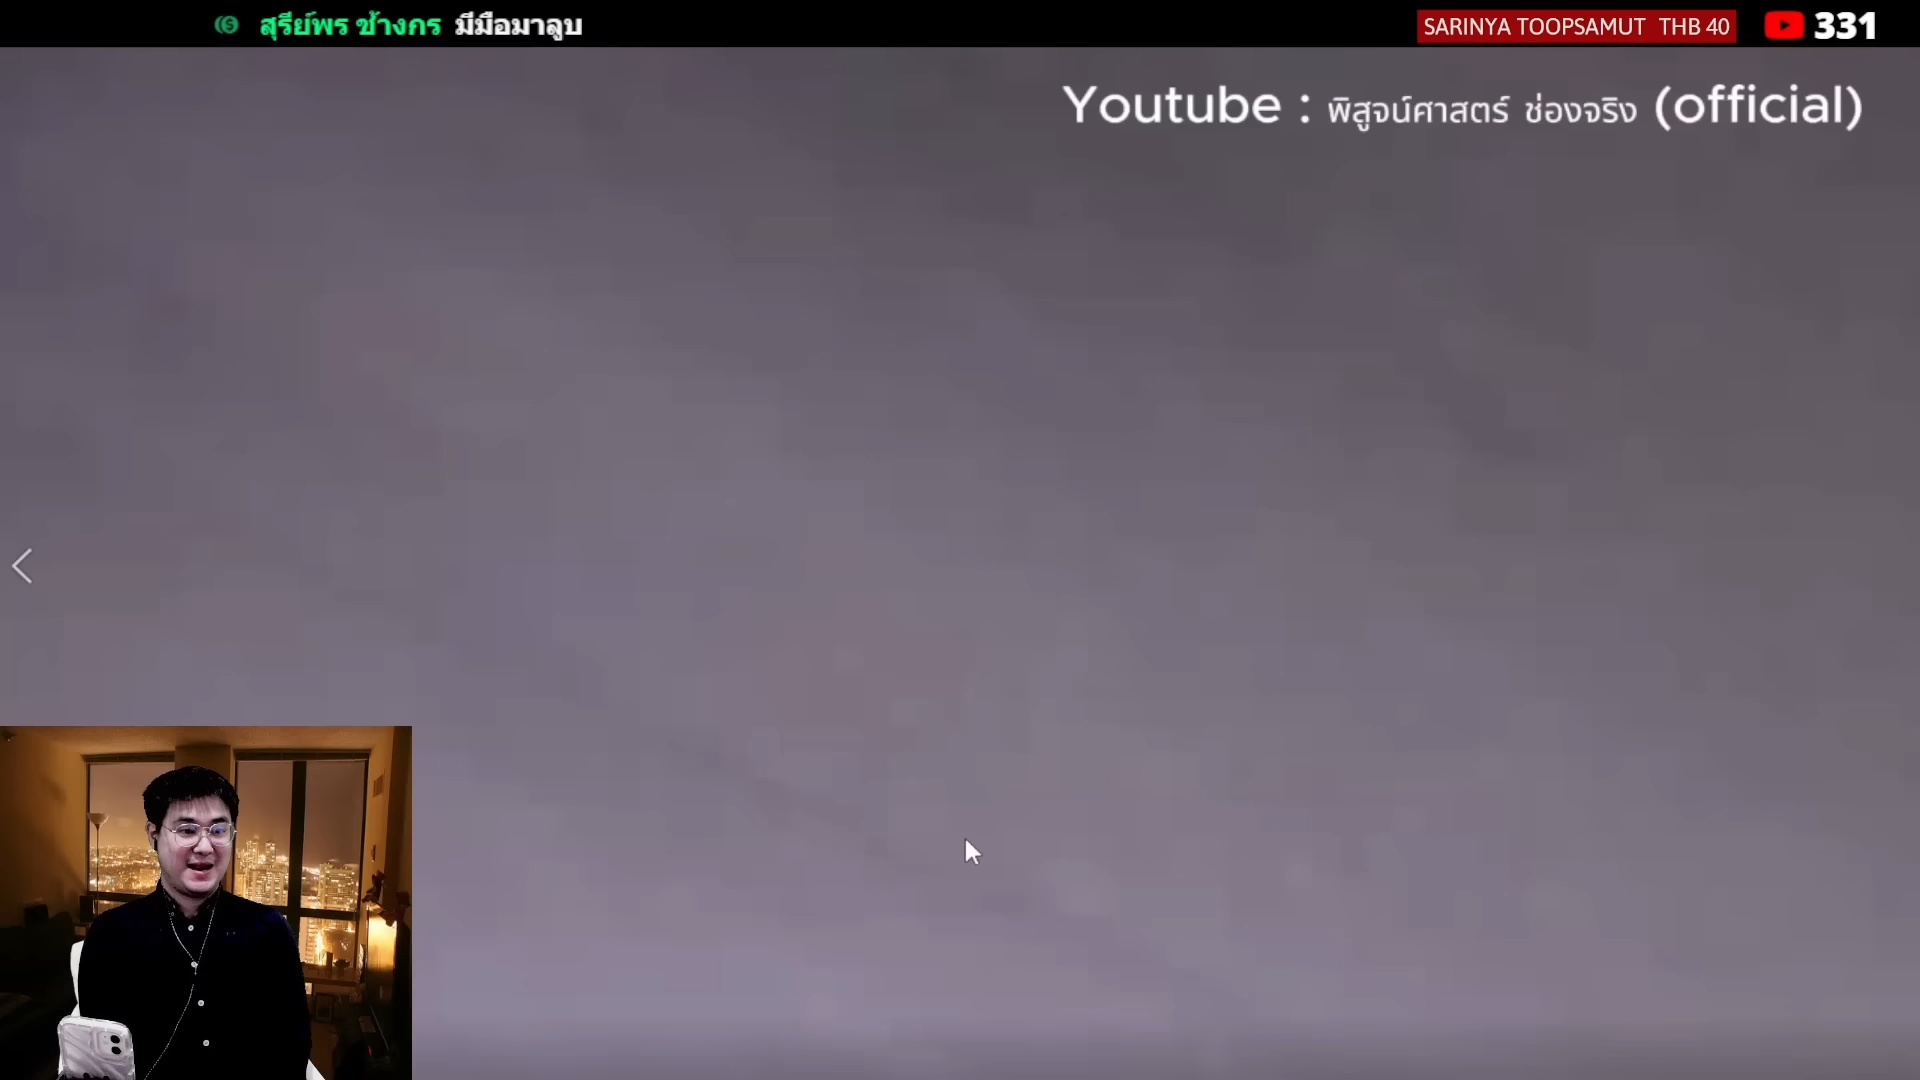 สุรีย์พร ช้างกร มีมือมาลูบ
SARINYA TOOPSAMUT THB 40
331
Youtube : พิสูจน์ศาสตร์ ช่องจริง (official)